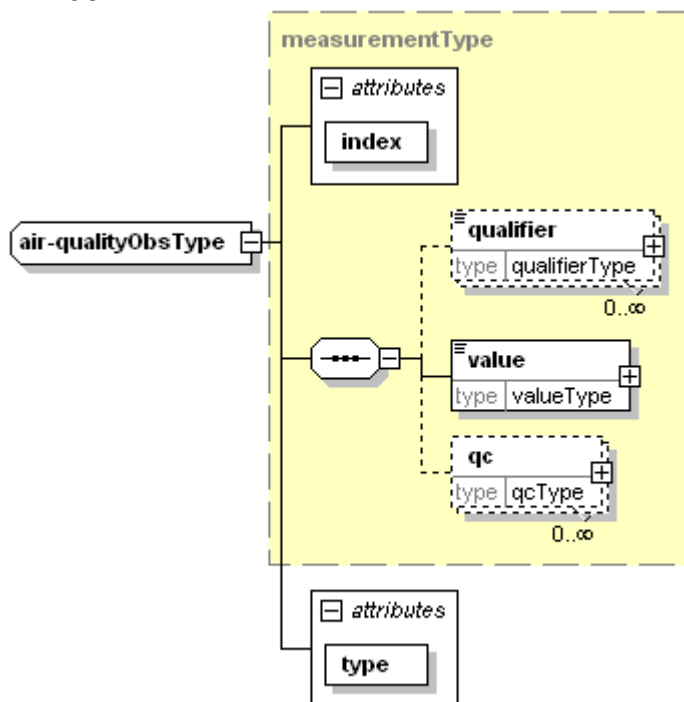 measurementType
attributes
index
air-qualityObsType
qualifier
type qualifierType
0..∞
value
type valueType
qc
type qcType
0..∞
attributes
type